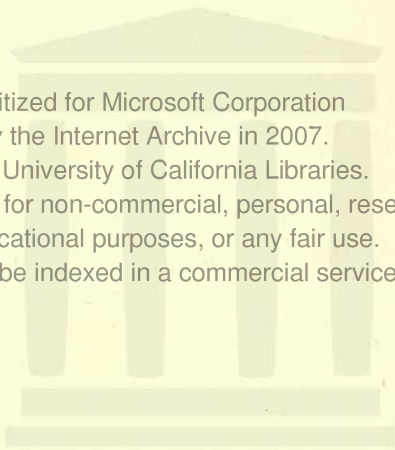 itized for Microsoft Corporation
y the Internet Archive in 2007.
University of California Libraries.
for non-commercial, personal, rese
cational purposes, or any fair use.
be indexed in a commercial service